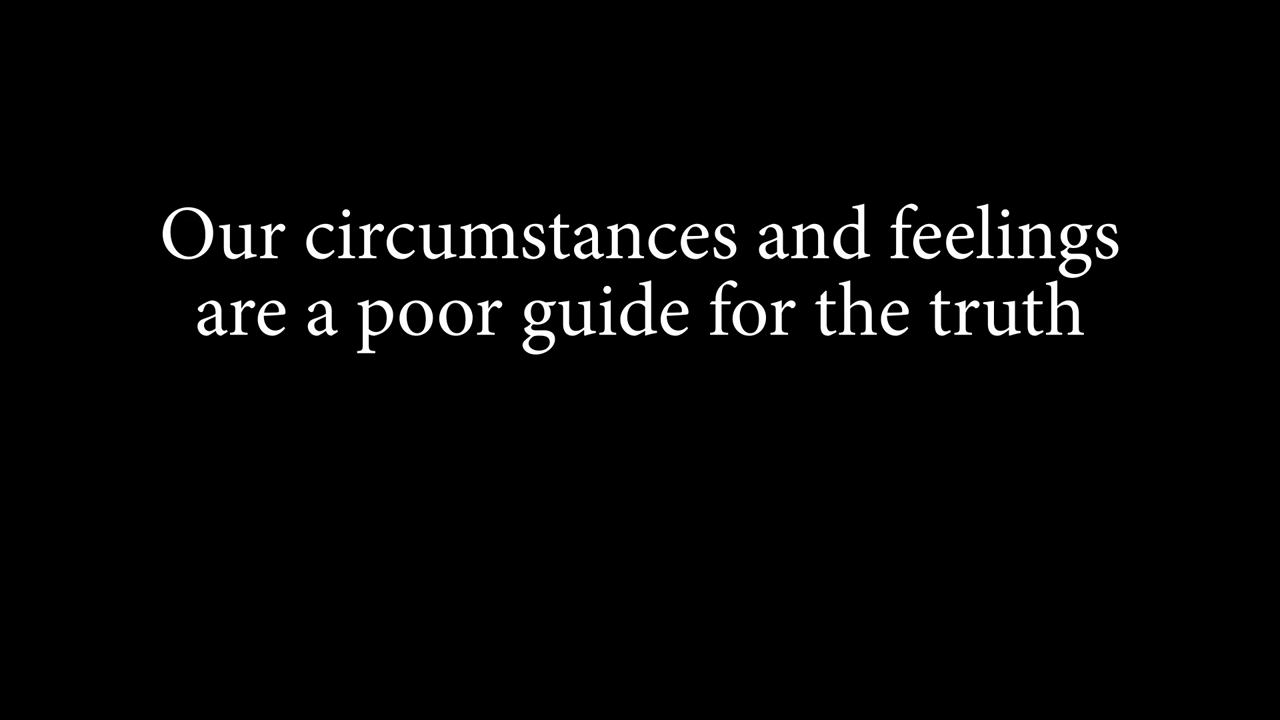 Our circumstances and feelings
are a poor guide for the truth